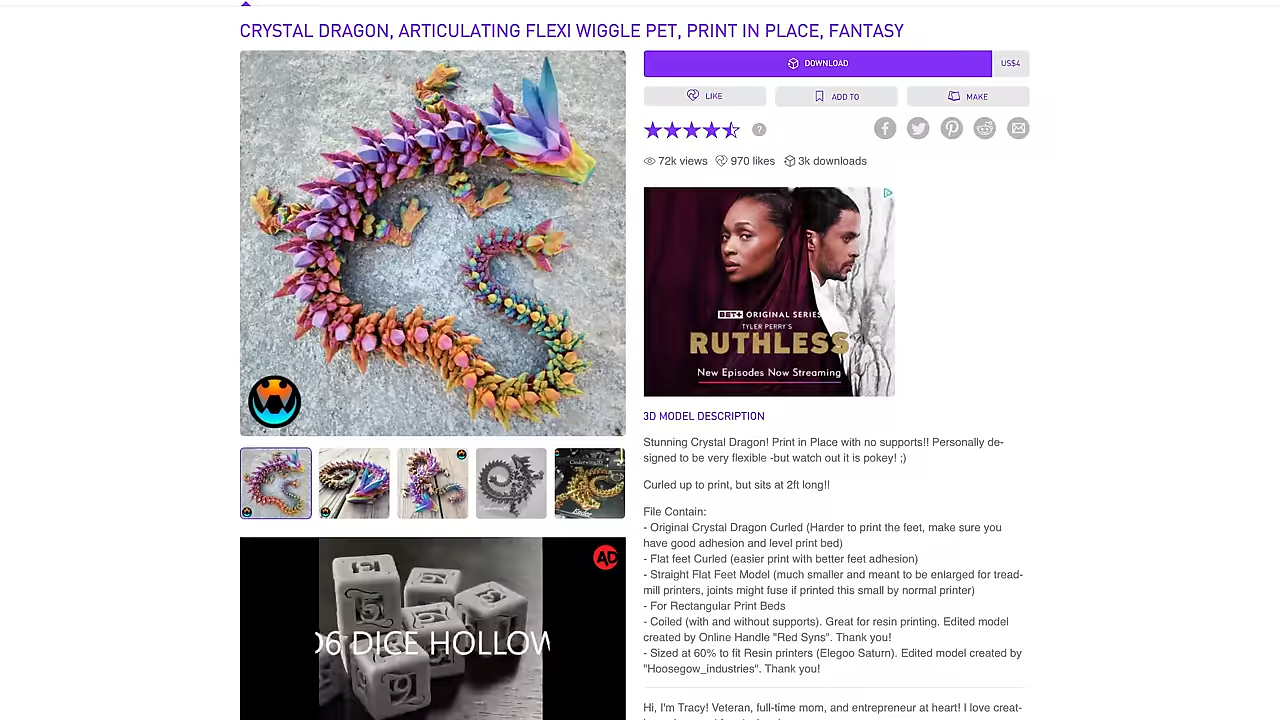 CRYSTAL DRAGON, ARTICULATING FLEXI WIGGLE PET, PRINT IN PLACE, FANTASY
DOWNLOAD
US$4
LIKE
ADD TO
MAKE
?
72k views
970 likes
3k downloads
BET+ ORIGINAL SERIES
TYLER PERRY'S
RUTHLESS
New Episodes Now Streaming
3D MODEL DESCRIPTION
Stunning Crystal Dragon! Print in Place with no supports!! Personally de-
signed to be very flexible -but watch out it is pokey! ;)
Curled up to print, but sits at 2ft long!!
File Contain:
- Original Crystal Dragon Curled (Harder to print the feet, make sure you
have good adhesion and level print bed)
- Flat feet Curled (easier print with better feet adhesion)
- Straight Flat Feet Model (much smaller and meant to be enlarged for tread-
mill printers, joints might fuse if printed this small by normal printer)
- For Rectangular Print Beds
- Coiled (with and without supports). Great for resin printing. Edited model
created by Online Handle "Red Syns". Thank you!
- Sized at 60% to fit Resin printers (Elegoo Saturn). Edited model created by
"Hoosegow_industries". Thank you!
Hi, I'm Tracy! Veteran, full-time mom, and entrepreneur at heart! I love creat-
Cinderwing3D
Ender
AD
D6 DICE HOLLOW